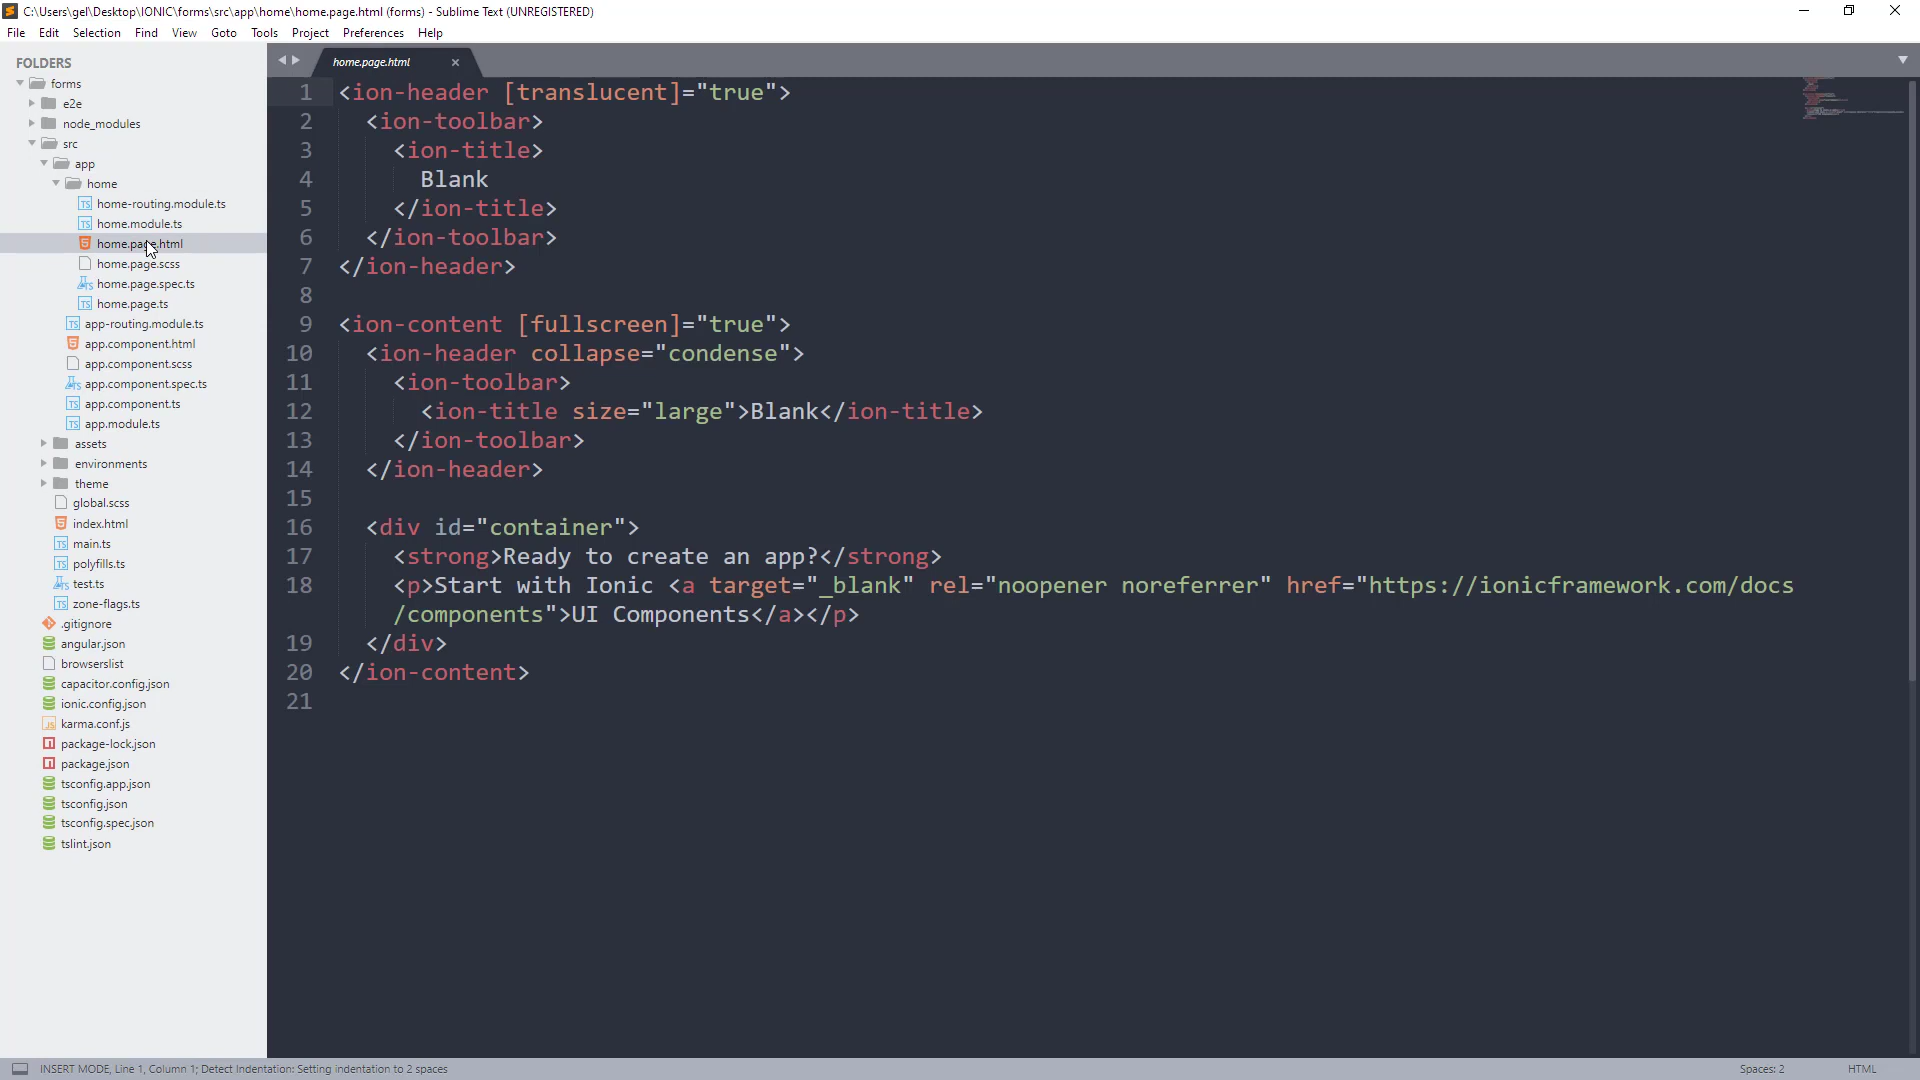 C:\Users\gel\Desktop\IONIC\forms\src\app\home\home.page.html (forms) - Sublime Text (UNREGISTERED)
File Edit Selection Find View Goto Tools Project Preferences Help
FOLDERS
forms
e2e
node_modules
src
app
home
home-routing.module.ts
home.module.ts
home.page.html
home.page.scss
home.page.spec.ts
home.page.ts
app-routing.module.ts
app.component.html
app.component.scss
app.component.spec.ts
app.component.ts
app.module.ts
assets
environments
theme
global.scss
index.html
main.ts
polyfills.ts
test.ts
zone-flags.ts
.gitignore
angular.json
browserslist
capacitor.config.json
ionic.config.json
karma.conf.js
package-lock.json
package.json
tsconfig.app.json
tsconfig.json
tsconfig.spec.json
tslint.json
home.page.html
1 <ion-header [translucent]="true">
2   <ion-toolbar>
3     <ion-title>
4       Blank
5     </ion-title>
6   </ion-toolbar>
7 </ion-header>
8
9 <ion-content [fullscreen]="true">
10   <ion-header collapse="condense">
11     <ion-toolbar>
12       <ion-title size="large">Blank</ion-title>
13     </ion-toolbar>
14   </ion-header>
15
16   <div id="container">
17     <strong>Ready to create an app?</strong>
18     <p>Start with Ionic <a target="_blank" rel="noopener noreferrer" href="https://ionicframework.com/docs
/components">UI Components</a></p>
19   </div>
20 </ion-content>
21
INSERT MODE, Line 1, Column 1; Detect Indentation: Setting indentation to 2 spaces
Spaces: 2 HTML